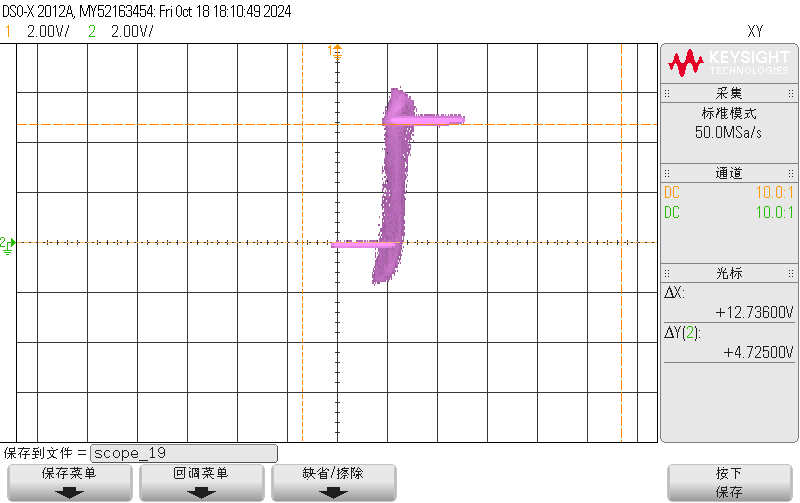 DSO-X 2012A, MY52163454: Fri Oct 18 18:10:49 2024
1 2.00V/ 2 2.00V/ XY
1
KEYSIGHT
TECHNOLOGIES
采集
标准模式
50.0MSa/s
通道
DC 10.0:1
DC 10.0:1
2
光标
ΔX:
+12.73600V
ΔY(2):
+4.72500V
保存到文件 = scope_19
保存菜单
回调菜单
缺省/擦除
按下
保存